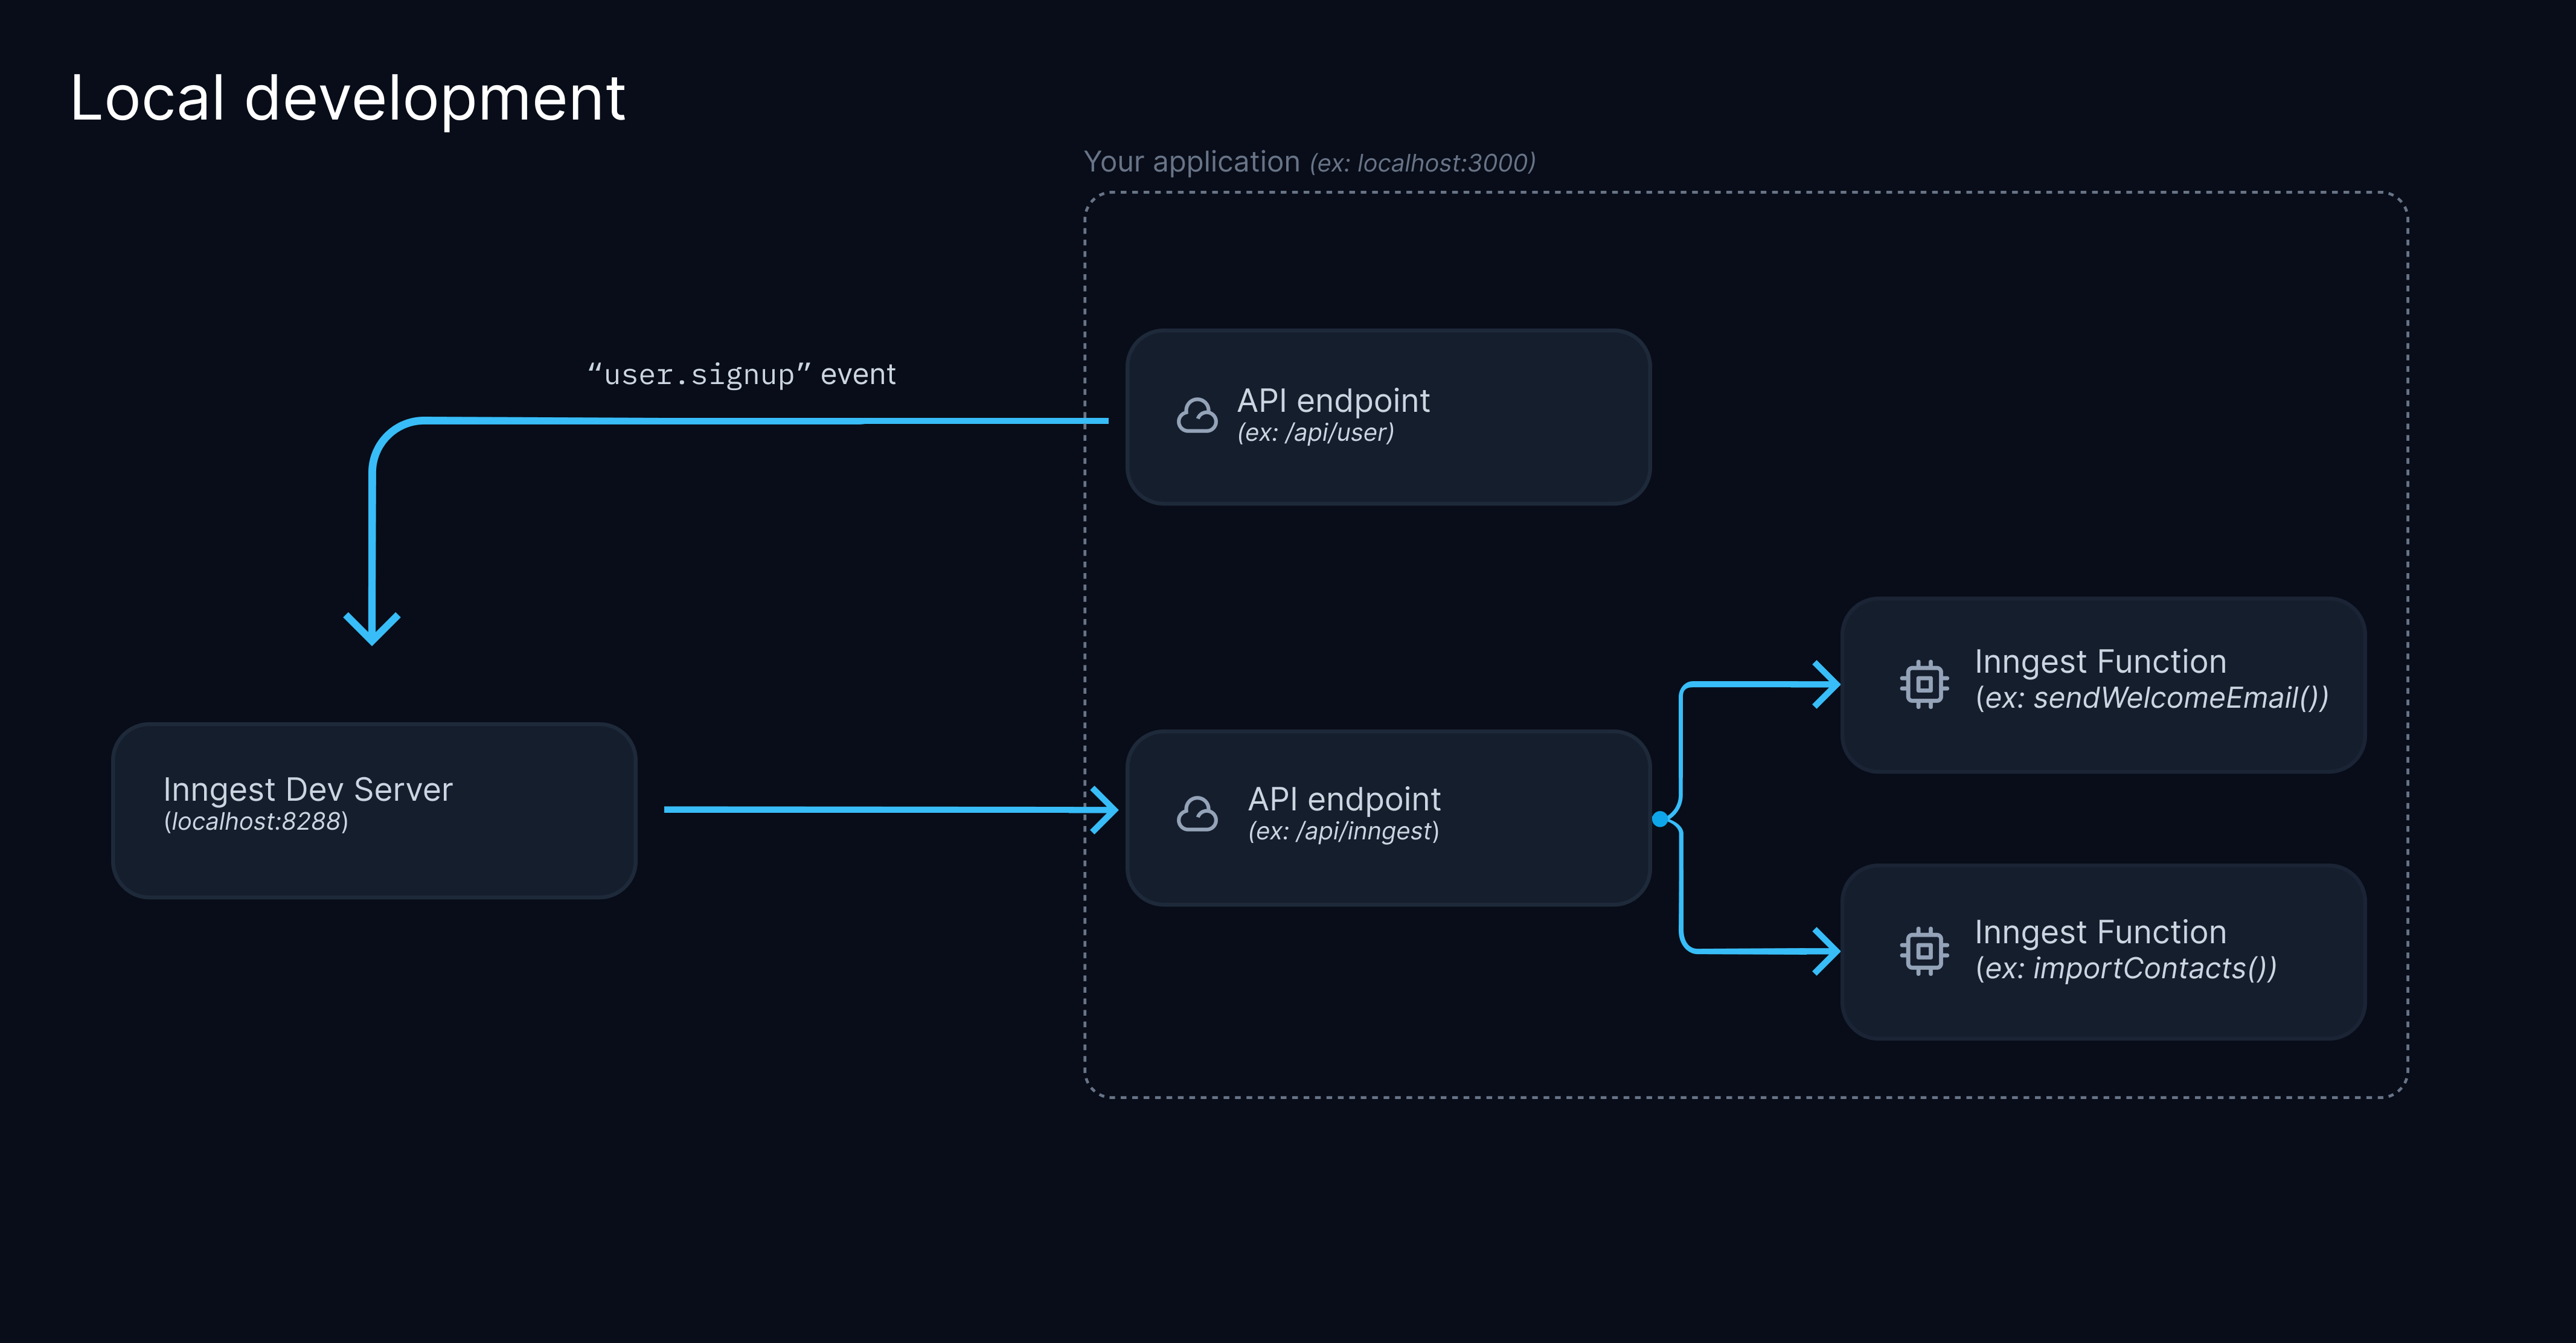 Local development
Your application (ex: localhost:3000)
“user.signup” event
API endpoint
(ex: /api/user)
Inngest Dev Server
(localhost:8288)
API endpoint
(ex: /api/inngest)
Inngest Function
(ex: sendWelcomeEmail())
Inngest Function
(ex: importContacts())